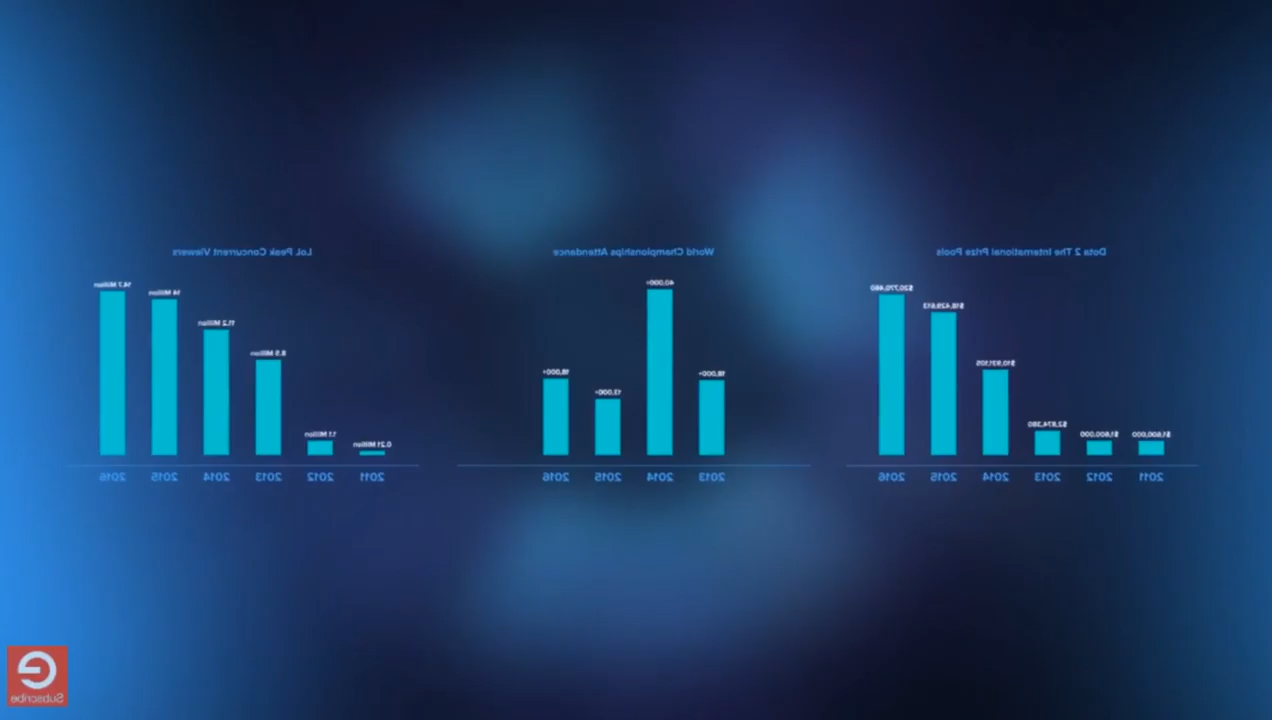 Dota 2 The International Prize Pools
$1,600,000
$1,600,000
$2,874,380
$10,931,105
$18,429,613
$20,770,460
2011 2012 2013 2014 2015 2016
World Championships Attendance
18,000+
40,000+
13,000+
18,000+
2013 2014 2015 2016
LoL Peak Concurrent Viewers
0.21 Million
1.1 Million
8.5 Million
11.2 Million
14 Million
14.7 Million
2011 2012 2013 2014 2015 2016
G
Subscribe